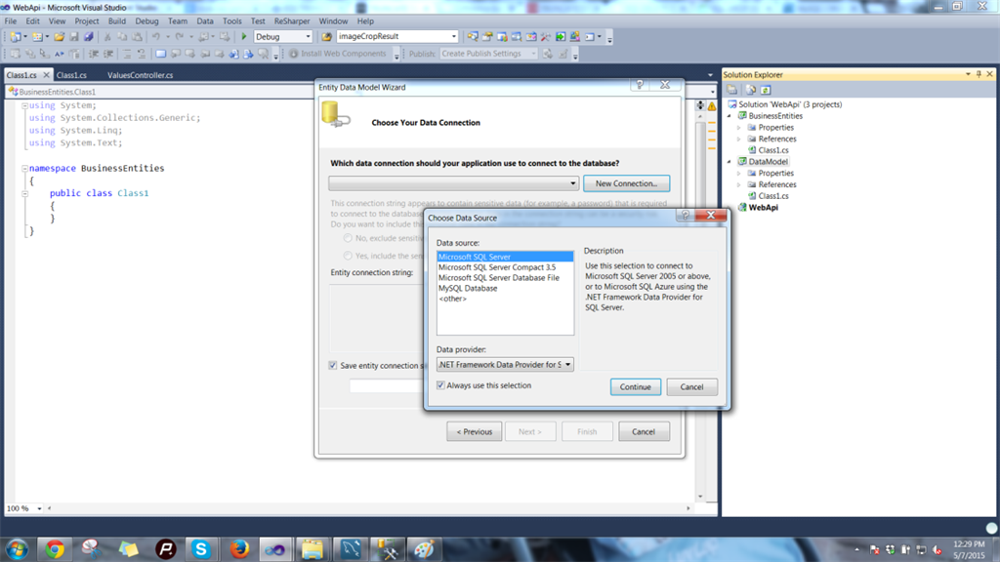 WebApi - Microsoft Visual Studio
File Edit View Project Build Debug Team Data Tools Test ReSharper Window Help
Debug imageCropResult
Install Web Components Publish: Create Publish Settings
Class1.cs Class1.cs ValuesController.cs
BusinessEntities.Class1
using System;
using System.Collections.Generic;
using System.Linq;
using System.Text;
namespace BusinessEntities
{
public class Class1
{
}
}
100 %
Entity Data Model Wizard
Choose Your Data Connection
Which data connection should your application use to connect to the database?
New Connection...
This connection string appears to contain sensitive data (for example, a password) that is required
to connect to the database
Do you want to include this
No, exclude sensitive
Yes, include the
Entity connection string:
Save entity connection
< Previous Next > Finish Cancel
Choose Data Source
Data source:
Microsoft SQL Server
Microsoft SQL Server Compact 3.5
Microsoft SQL Server Database File
MySQL Database
<other>
Data provider:
.NET Framework Data Provider for S
Always use this selection
Description
Use this selection to connect to
Microsoft SQL Server 2005 or above,
or to Microsoft SQL Azure using the
.NET Framework Data Provider for
SQL Server.
Continue Cancel
Solution Explorer
Solution 'WebApi' (3 projects)
BusinessEntities
Properties
References
Class1.cs
DataModel
Properties
References
Class1.cs
WebApi
12:29 PM
5/7/2015